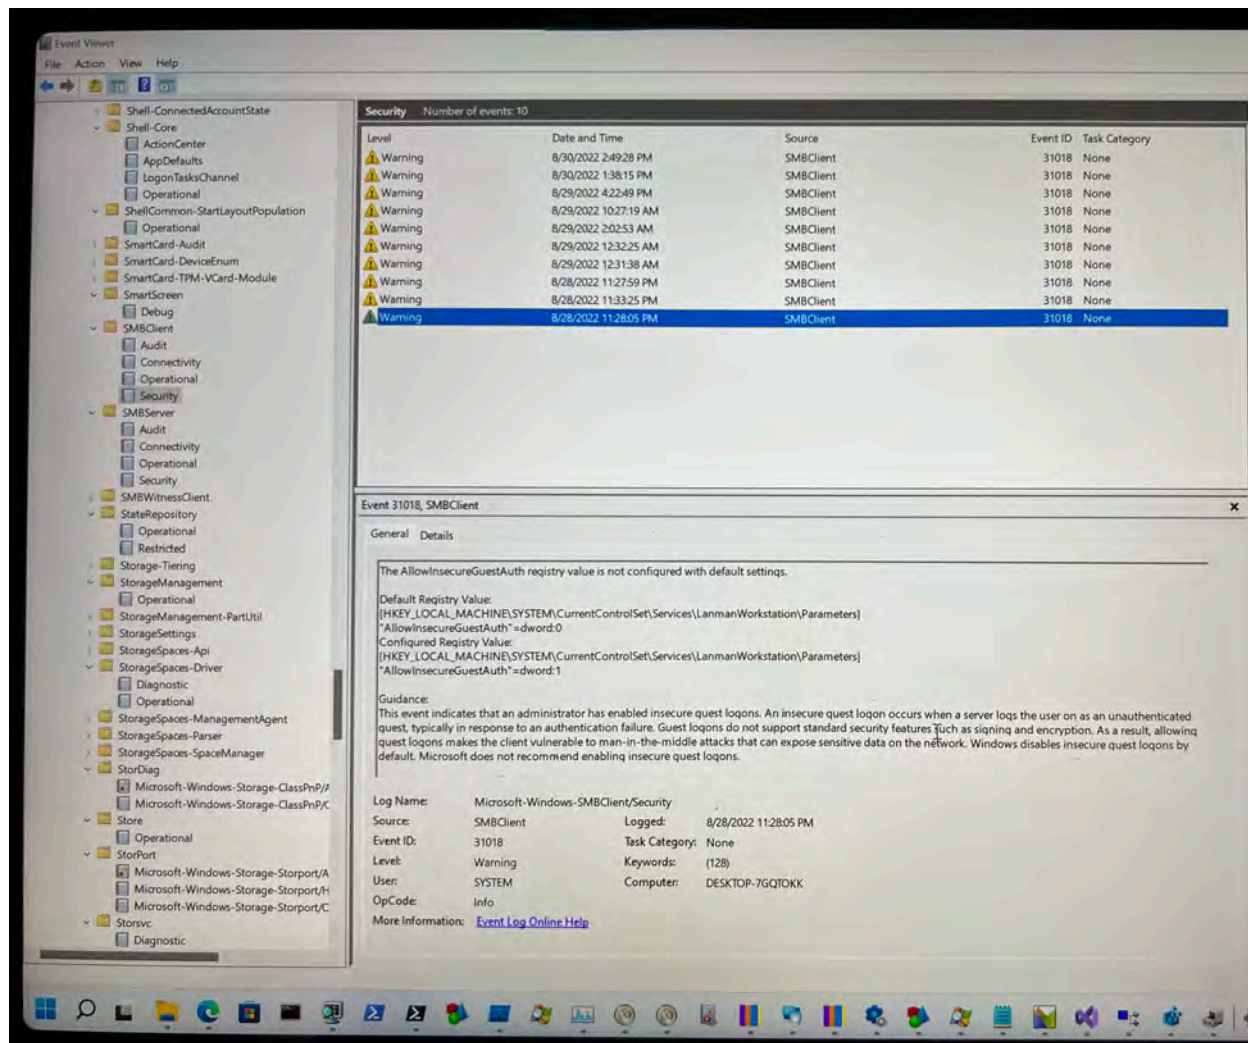 Event Viewer
File Action View Help
Shell-ConnectedAccountState
Shell-Core
ActionCenter
AppDefaults
LogonTasksChannel
Operational
ShellCommon-StartLayoutPopulation
Operational
SmartCard-Audit
SmartCard-DeviceEnum
SmartCard-TPM-VCard-Module
SmartScreen
Debug
SMBClient
Audit
Connectivity
Operational
Security
SMBServer
Audit
Connectivity
Operational
Security
SMBWitnessClient
StateRepository
Operational
Restricted
Storage-Tiering
StorageManagement
Operational
StorageManagement-PartUtil
StorageSettings
StorageSpaces-Api
StorageSpaces-Driver
Diagnostic
Operational
StorageSpaces-ManagementAgent
StorageSpaces-Parser
StorageSpaces-SpaceManager
StorDiag
Microsoft-Windows-Storage-ClassPnP/A
Microsoft-Windows-Storage-ClassPnP/C
Store
Operational
StorPort
Microsoft-Windows-Storage-Storport/A
Microsoft-Windows-Storage-Storport/H
Microsoft-Windows-Storage-Storport/C
Storsvc
Diagnostic
Security Number of events: 10
Level Date and Time Source Event ID Task Category
Warning 8/30/2022 2:49:28 PM SMBClient 31018 None
Warning 8/30/2022 1:38:15 PM SMBClient 31018 None
Warning 8/29/2022 4:22:49 PM SMBClient 31018 None
Warning 8/29/2022 10:27:19 AM SMBClient 31018 None
Warning 8/29/2022 2:02:53 AM SMBClient 31018 None
Warning 8/29/2022 12:32:25 AM SMBClient 31018 None
Warning 8/29/2022 12:31:38 AM SMBClient 31018 None
Warning 8/28/2022 11:27:59 PM SMBClient 31018 None
Warning 8/28/2022 11:33:25 PM SMBClient 31018 None
Warning 8/28/2022 11:28:05 PM SMBClient 31018 None
Event 31018, SMBClient
General Details
The AllowInsecureGuestAuth registry value is not configured with default settings.
Default Registry Value:
[HKEY_LOCAL_MACHINE\SYSTEM\CurrentControlSet\Services\LanmanWorkstation\Parameters]
"AllowInsecureGuestAuth"=dword:0
Configured Registry Value:
[HKEY_LOCAL_MACHINE\SYSTEM\CurrentControlSet\Services\LanmanWorkstation\Parameters]
"AllowInsecureGuestAuth"=dword:1
Guidance:
This event indicates that an administrator has enabled insecure guest logons. An insecure guest logon occurs when a server logs the user on as an unauthenticated
guest, typically in response to an authentication failure. Guest logons do not support standard security features such as signing and encryption. As a result, allowing
guest logons makes the client vulnerable to man-in-the-middle attacks that can expose sensitive data on the network. Windows disables insecure guest logons by
default. Microsoft does not recommend enabling insecure guest logons.
Log Name: Microsoft-Windows-SMBClient/Security
Source: SMBClient Logged: 8/28/2022 11:28:05 PM
Event ID: 31018 Task Category: None
Level: Warning Keywords: (128)
User: SYSTEM Computer: DESKTOP-7GQTOKK
OpCode: Info
More Information: Event Log Online Help